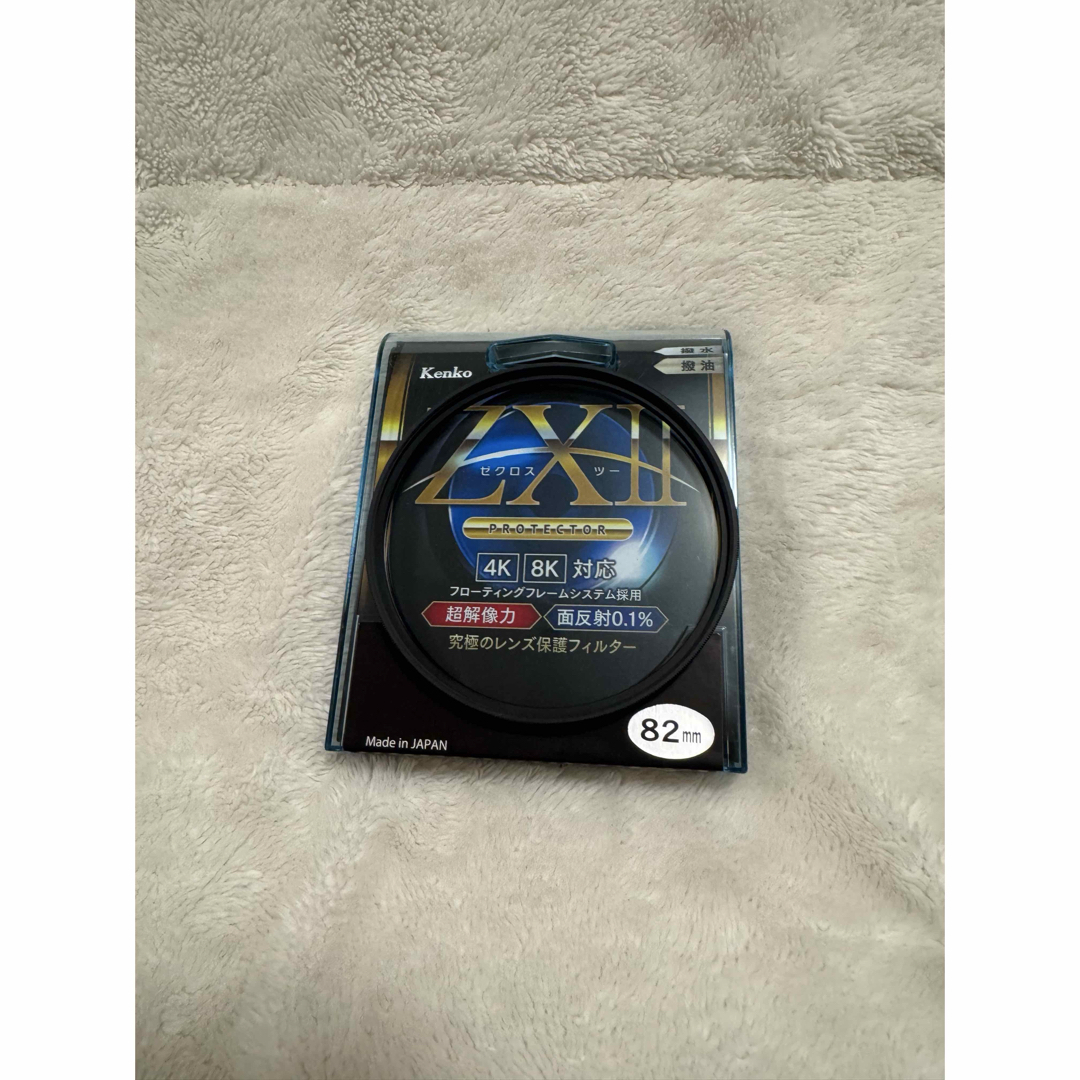 Kenko
撥水
撥油
ZXII
ゼクロス ツー
PROTECTOR
4K 8K 対応
フローティングフレームシステム採用
超解像力 面反射0.1%
究極のレンズ保護フィルター
82mm
Made in JAPAN